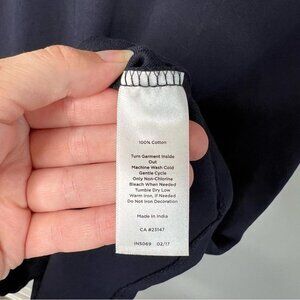 100% Cotton
Turn Garment Inside
Out
Machine Wash Cold
Gentle Cycle
Only Non-Chlorine
Bleach When Needed
Tumble Dry Low
Warm Iron, if Needed
Do Not Iron Decoration
Made in India
CA #23147
IN5069 02/17